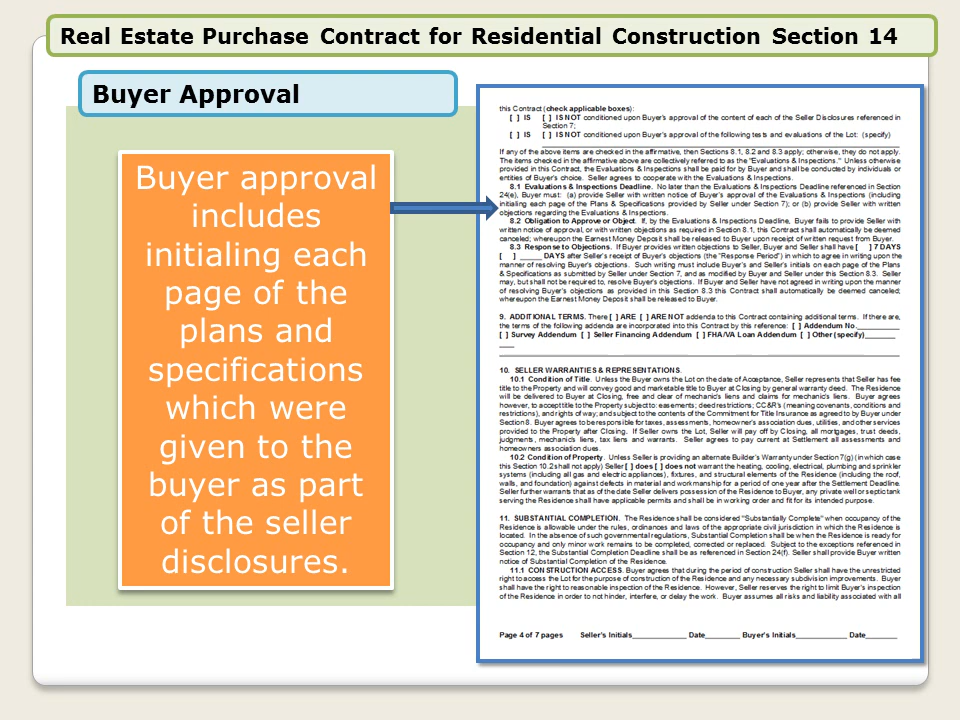 Real Estate Purchase Contract for Residential Construction Section 14
Buyer Approval
Buyer approval
includes
initialing each
page of the
plans and
specifications
which were
given to the
buyer as part
of the seller
disclosures.
this Contract (check applicable boxes):
[ ] IS [ ] IS NOT conditioned upon Buyer's approval of the content of each of the Seller Disclosures referenced in
Section 7;
[ ] IS [ ] IS NOT conditioned upon Buyer's approval of the following tests and evaluations of the Lot: (specify)
If any of the above items are checked in the affirmative, then Sections 8.1, 8.2 and 8.3 apply; otherwise, they do not apply.
The items checked in the affirmative above are collectively referred to as the "Evaluations & Inspections." Unless otherwise
provided in this Contract, the Evaluations & Inspections shall be paid for by Buyer and shall be conducted by individuals or
entities of Buyer's choice. Seller agrees to cooperate with the Evaluations & Inspections.
8.1 Evaluations & Inspections Deadline. No later than the Evaluations & Inspections Deadline referenced in Section
24(e), Buyer must: (a) provide Seller with written notice of Buyer's approval of the Evaluations & Inspections (including
initialing each page of the Plans & Specifications provided by Seller under Section 7); or (b) provide Seller with written
objections regarding the Evaluations & Inspections.
8.2 Obligation to Approve or Object. If, by the Evaluations & Inspections Deadline, Buyer fails to provide Seller with
written notice of approval, or with written objections as required in Section 8.1, this Contract shall automatically be deemed
canceled; whereupon the Earnest Money Deposit shall be released to Buyer upon receipt of written request from Buyer.
8.3 Response to Objections. If Buyer provides written objections to Seller, Buyer and Seller shall have [ ] 7 DAYS
[ ] _____ DAYS after Seller's receipt of Buyer's objections (the "Response Period") in which to agree in writing upon the
manner of resolving Buyer's objections. Such writing must include Buyer's and Seller's initials on each page of the Plans
& Specifications as submitted by Seller under Section 7, and as modified by Buyer and Seller under this Section 8.3. Seller
may, but shall not be required to, resolve Buyer's objections. If Buyer and Seller have not agreed in writing upon the manner
of resolving Buyer's objections as provided in this Section 8.3 this Contract shall automatically be deemed canceled;
whereupon the Earnest Money Deposit shall be released to Buyer.
9. ADDITIONAL TERMS. There [ ] ARE [ ] ARE NOT addenda to this Contract containing additional terms. If there are,
the terms of the following addenda are incorporated into this Contract by this reference: [ ] Addendum No.__________
[ ] Survey Addendum [ ] Seller Financing Addendum [ ] FHA/VA Loan Addendum [ ] Other (specify)_______
____
10. SELLER WARRANTIES & REPRESENTATIONS.
10.1 Condition of Title. Unless the Buyer owns the Lot on the date of Acceptance, Seller represents that Seller has fee
title to the Property and will convey good and marketable title to Buyer at Closing by general warranty deed. The Residence
will be delivered to Buyer at Closing, free and clear of mechanic's liens and claims for mechanic's liens. Buyer agrees
however, to accept title to the Property subject to: easements; deed restrictions; CC&R's (meaning covenants, conditions and
restrictions), and rights of way; and subject to the contents of the Commitment for Title Insurance as agreed to by Buyer under
Section 8. Buyer agrees to be responsible for taxes, assessments, homeowner's association dues, utilities, and other services
provided to the Property after Closing. If Seller owns the Lot, Seller will pay off by Closing, all mortgages, trust deeds,
judgments, mechanic's liens, tax liens and warrants. Seller agrees to pay current at Settlement all assessments and
homeowners association dues.
10.2 Condition of Property. Unless Seller is providing an alternate Builder's Warranty under Section 7(g) (in which case
this Section 10.2 shall not apply) Seller [ ] does [ ] does not warrant the heating, cooling, electrical, plumbing and sprinkler
systems (including all gas and electric appliances), fixtures, and structural elements of the Residence (including the roof,
walls, and foundation) against defects in material and workmanship for a period of one year after the Settlement Deadline.
Seller further warrants that as of the date Seller delivers possession of the Residence to Buyer, any private well or septic tank
serving the Residence shall have applicable permits and shall be in working order and fit for its intended purpose.
11. SUBSTANTIAL COMPLETION. The Residence shall be considered "Substantially Complete" when occupancy of the
Residence is allowable under the rules, ordinances and laws of the appropriate civil jurisdiction in which the Residence is
located. In the absence of such governmental regulations, Substantial Completion shall be when the Residence is ready for
occupancy and only minor work remains to be completed, corrected or replaced. Subject to the exceptions referenced in
Section 12, the Substantial Completion Deadline shall be as referenced in Section 24(f). Seller shall provide Buyer written
notice of Substantial Completion of the Residence.
11.1 CONSTRUCTION ACCESS. Buyer agrees that during the period of construction Seller shall have the unrestricted
right to access the Lot for the purpose of construction of the Residence and any necessary subdivision improvements. Buyer
shall have the right to reasonable inspection of the Residence. However, Seller reserves the right to limit Buyer's inspection
of the Residence in order to not hinder, interfere, or delay the work. Buyer assumes all risks and liability associated with all
Page 4 of 7 pages Seller's Initials_____________ Date________ Buyer's Initials____________ Date_______